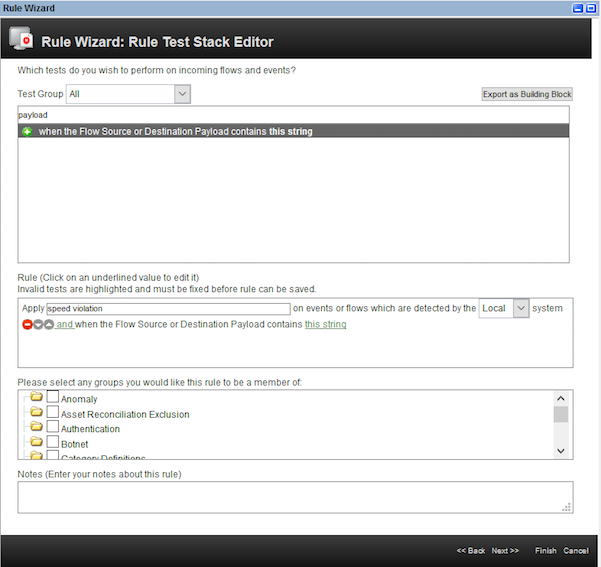 Rule Wizard
Rule Wizard: Rule Test Stack Editor
Which tests do you wish to perform on incoming flows and events?
Test Group All Export as Building Block
payload
when the Flow Source or Destination Payload contains this string
Rule (Click on an underlined value to edit it)
Invalid tests are highlighted and must be fixed before rule can be saved.
Apply speed violation on events or flows which are detected by the Local system
and when the Flow Source or Destination Payload contains this string
Please select any groups you would like this rule to be a member of:
Anomaly
Asset Reconciliation Exclusion
Authentication
Botnet
Category Definitions
Notes (Enter your notes about this rule)
<< Back Next >> Finish Cancel